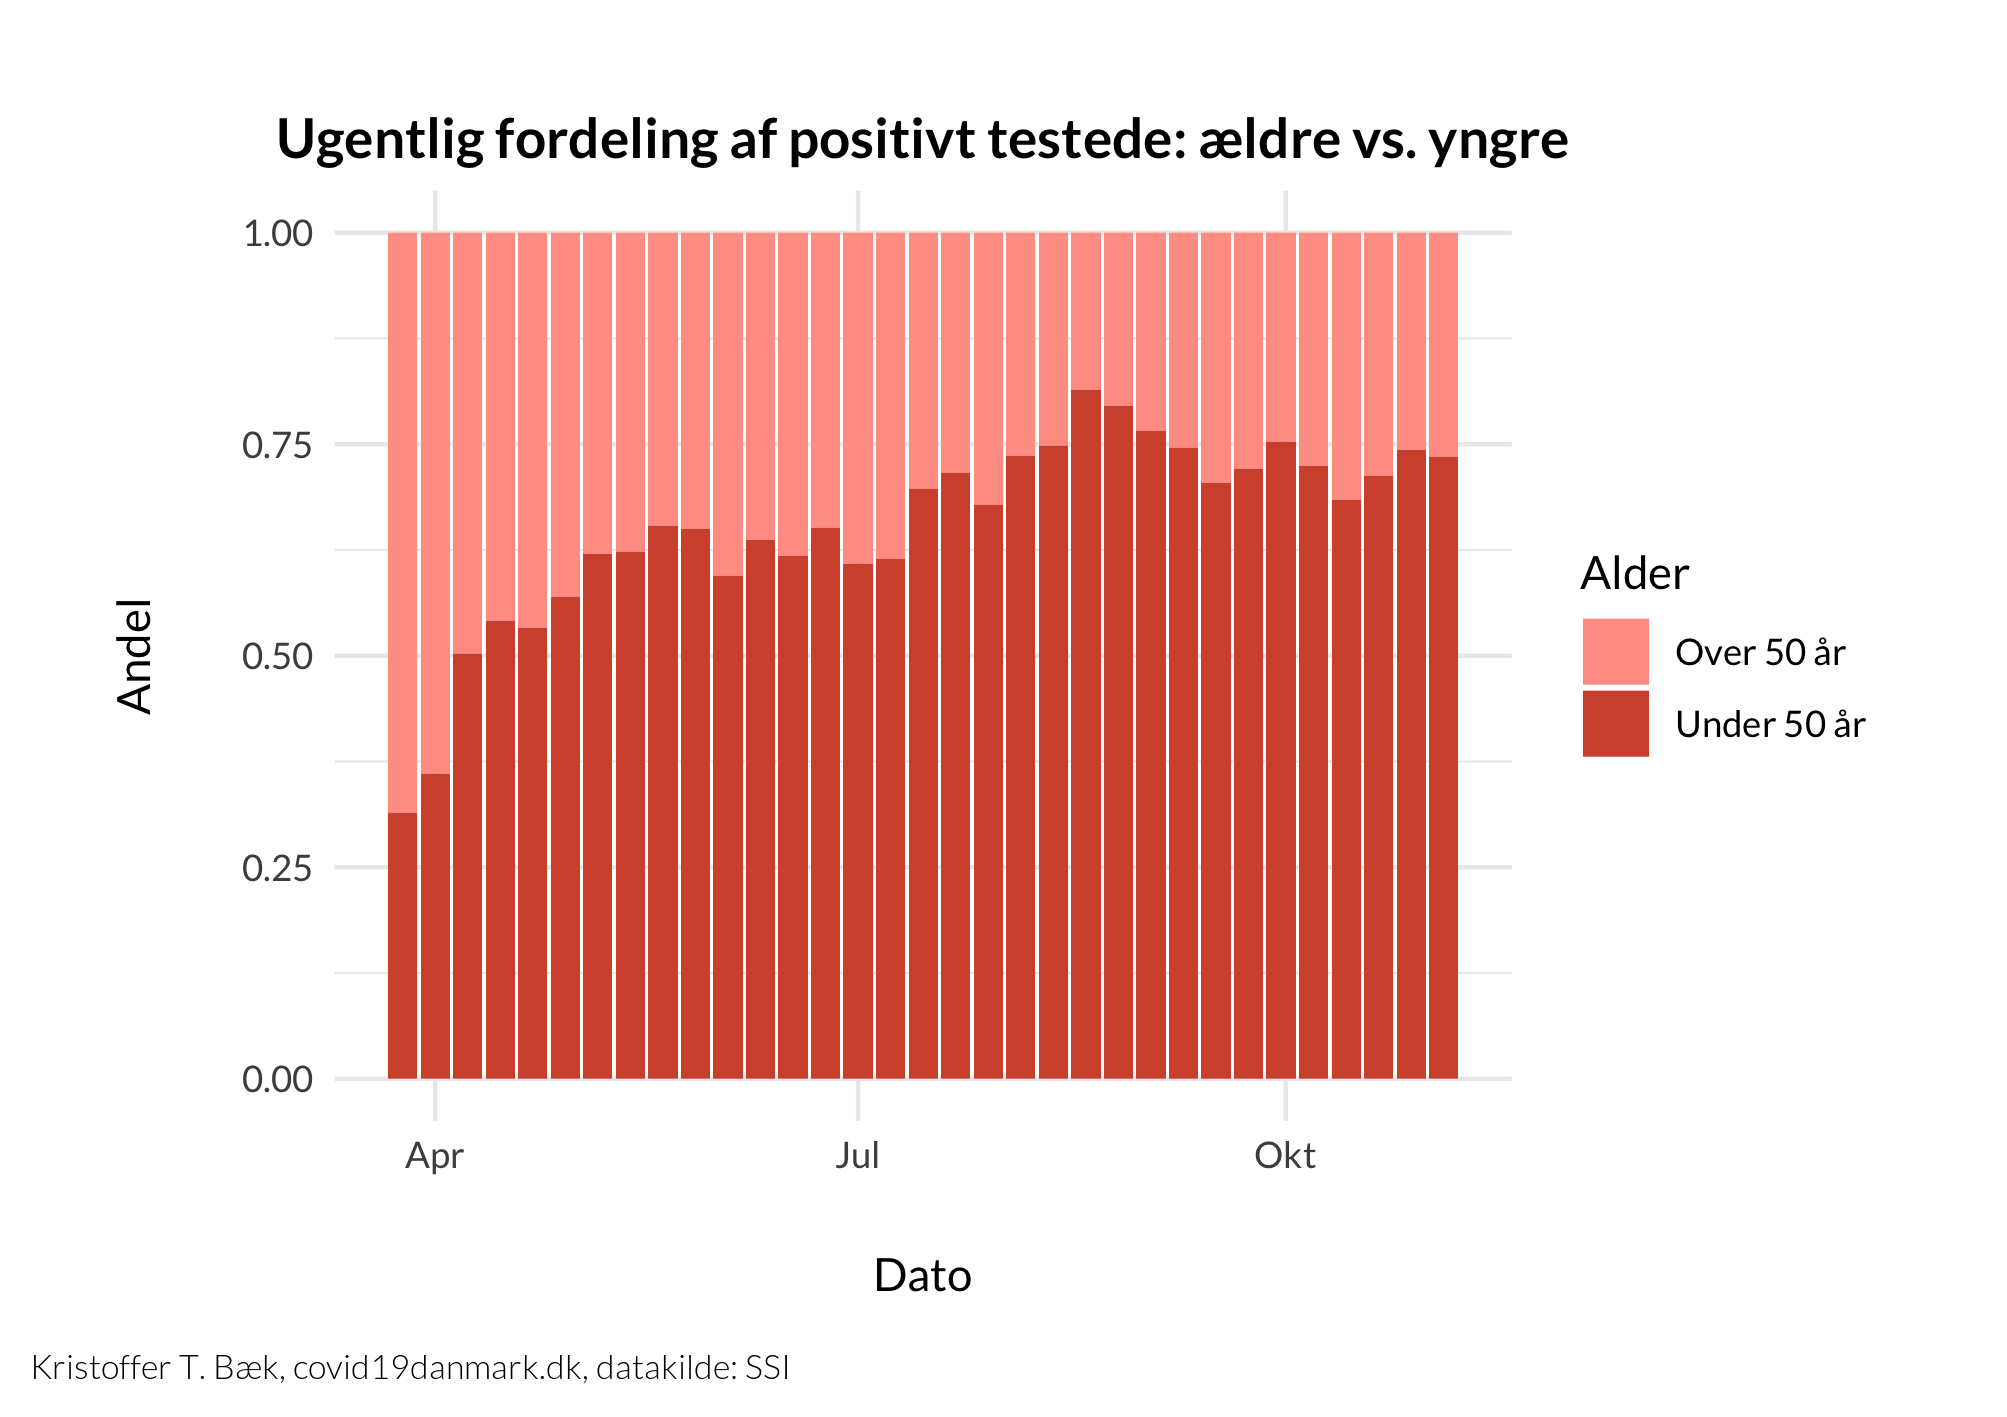 Ugentlig fordeling af positivt testede: ældre vs. yngre
1.00
0.75
0.50
0.25
0.00
Andel
Apr
Jul
Okt
Dato
Alder
Over 50 år
Under 50 år
Kristoffer T. Bæk, covid19danmark.dk, datakilde: SSI